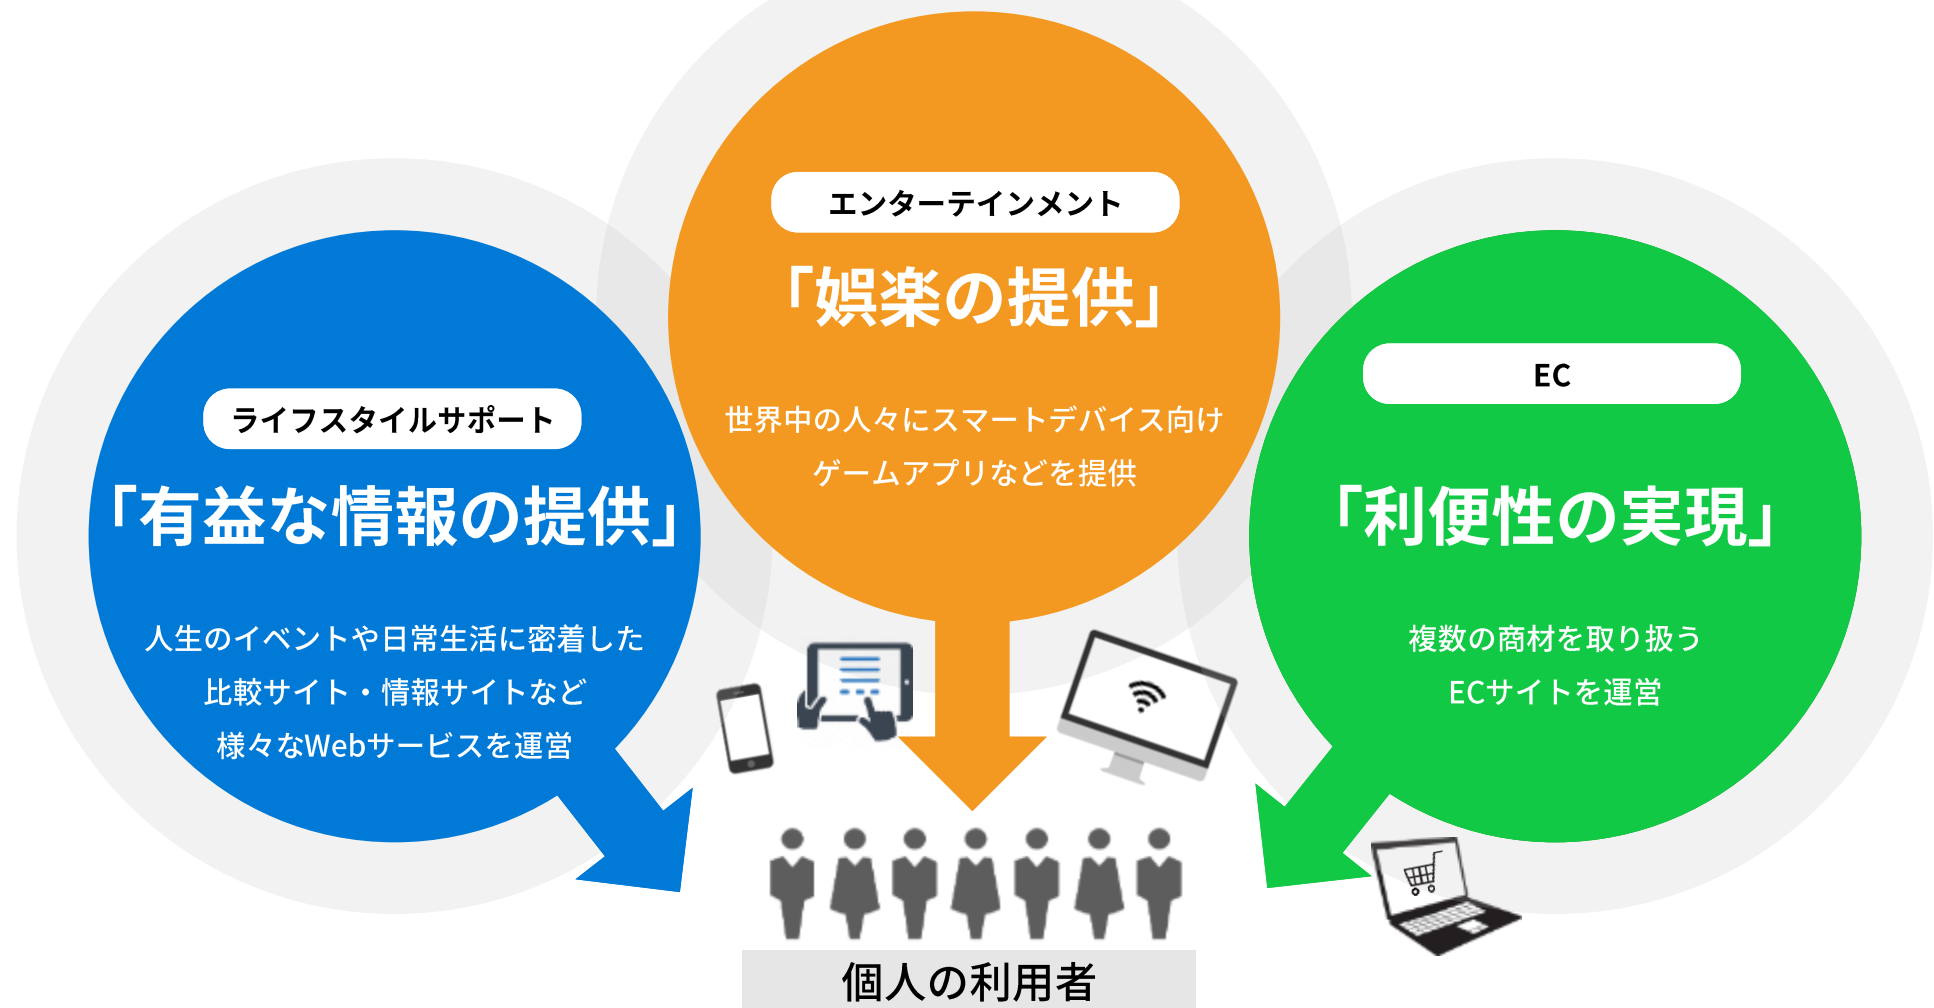 エンターテインメント
「娯楽の提供」
世界中の人々にスマートデバイス向け
ゲームアプリなどを提供
ライフスタイルサポート
「有益な情報の提供」
人生のイベントや日常生活に密着した
比較サイト・情報サイトなど
様々なWebサービスを運営
EC
「利便性の実現」
複数の商材を取り扱う
ECサイトを運営
個人の利用者